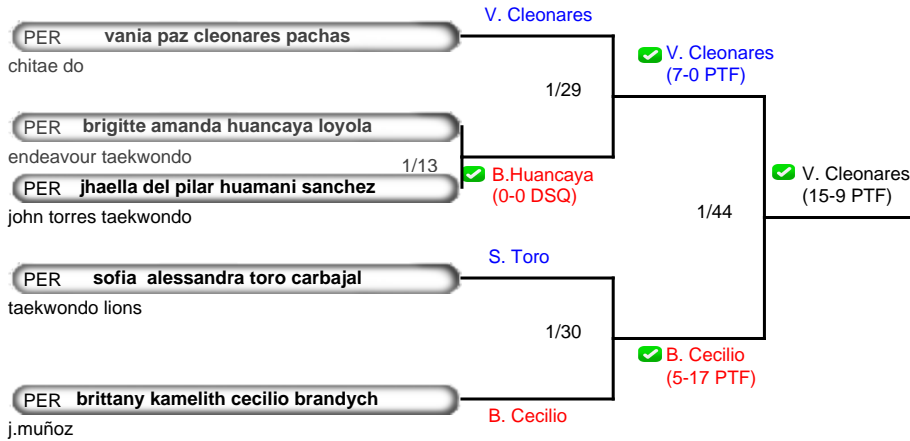 V. Cleonares
PER vania paz cleonares pachas
chitae do
V. Cleonares
(7-0 PTF)
1/29
PER brigitte amanda huancaya loyola
endeavour taekwondo
1/13
B.Huancaya
(0-0 DSQ)
PER jhaella del pilar huamani sanchez
john torres taekwondo
V. Cleonares
(15-9 PTF)
1/44
S. Toro
PER sofia alessandra toro carbajal
taekwondo lions
1/30
B. Cecilio
(5-17 PTF)
PER brittany kamelith cecilio brandych
B. Cecilio
j.muñoz